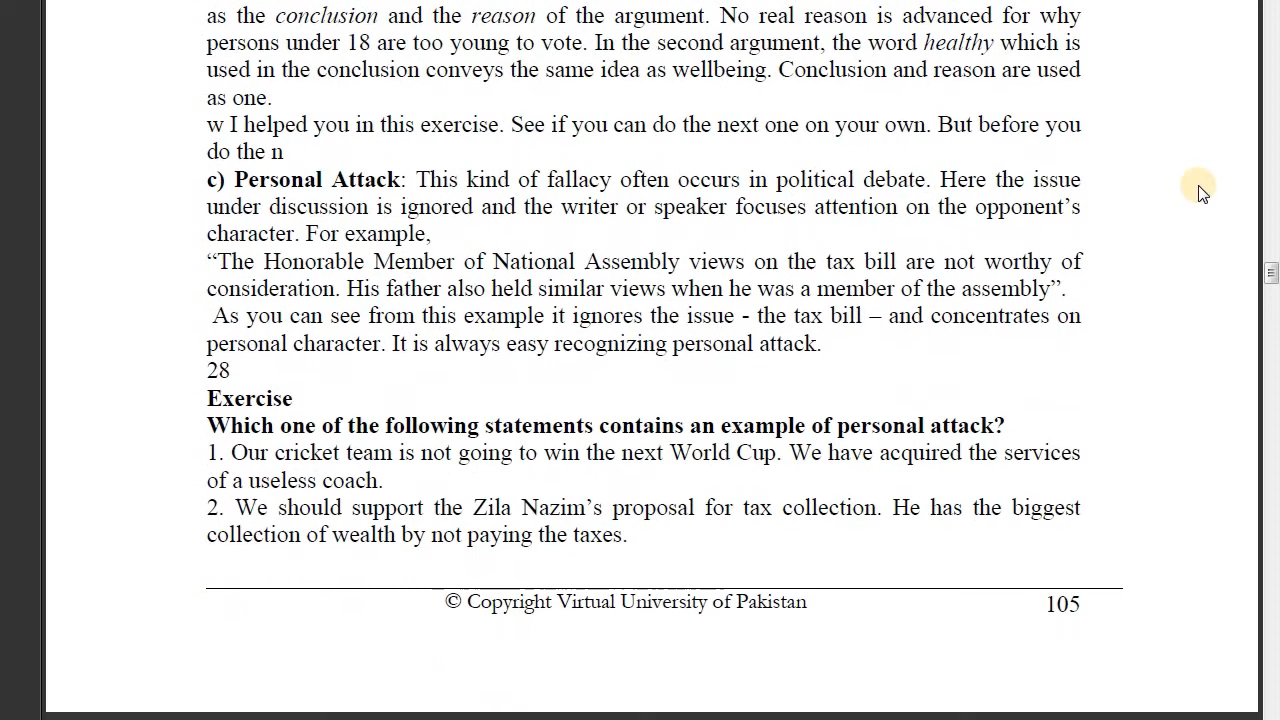 as the conclusion and the reason of the argument. No real reason is advanced for why
persons under 18 are too young to vote. In the second argument, the word healthy which is
used in the conclusion conveys the same idea as wellbeing. Conclusion and reason are used
as one.
w I helped you in this exercise. See if you can do the next one on your own. But before you
do the n
c) Personal Attack: This kind of fallacy often occurs in political debate. Here the issue
under discussion is ignored and the writer or speaker focuses attention on the opponent’s
character. For example,
“The Honorable Member of National Assembly views on the tax bill are not worthy of
consideration. His father also held similar views when he was a member of the assembly”.
As you can see from this example it ignores the issue - the tax bill – and concentrates on
personal character. It is always easy recognizing personal attack.
28
Exercise
Which one of the following statements contains an example of personal attack?
1. Our cricket team is not going to win the next World Cup. We have acquired the services
of a useless coach.
2. We should support the Zila Nazim’s proposal for tax collection. He has the biggest
collection of wealth by not paying the taxes.
© Copyright Virtual University of Pakistan 105